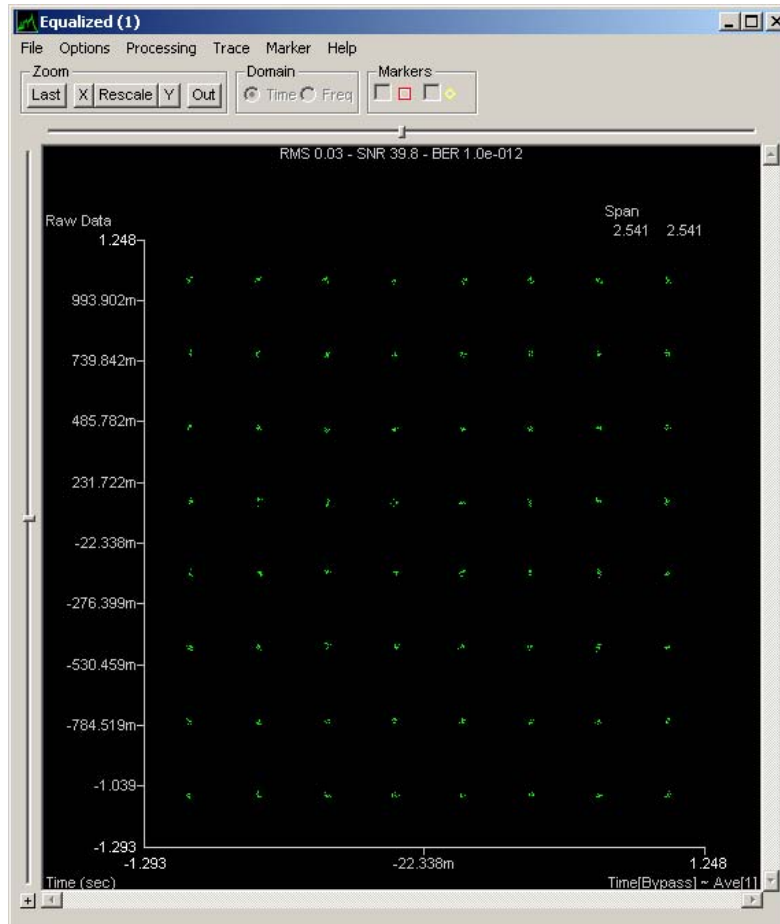 Equalized (1)
File Options Processing Trace Marker Help
Zoom Domain Markers
Last X Rescale Y Out Time Freq
RMS 0.03 - SNR 39.8 - BER 1.0e-012
Span
Raw Data 2.541 2.541
1.248
993.902m
739.842m
485.782m
231.722m
-22.338m
-276.399m
-530.459m
-784.519m
-1.039
-1.293
-1.293 -22.338m 1.248
Time (sec) Time[Bypass] ~ Ave[1]